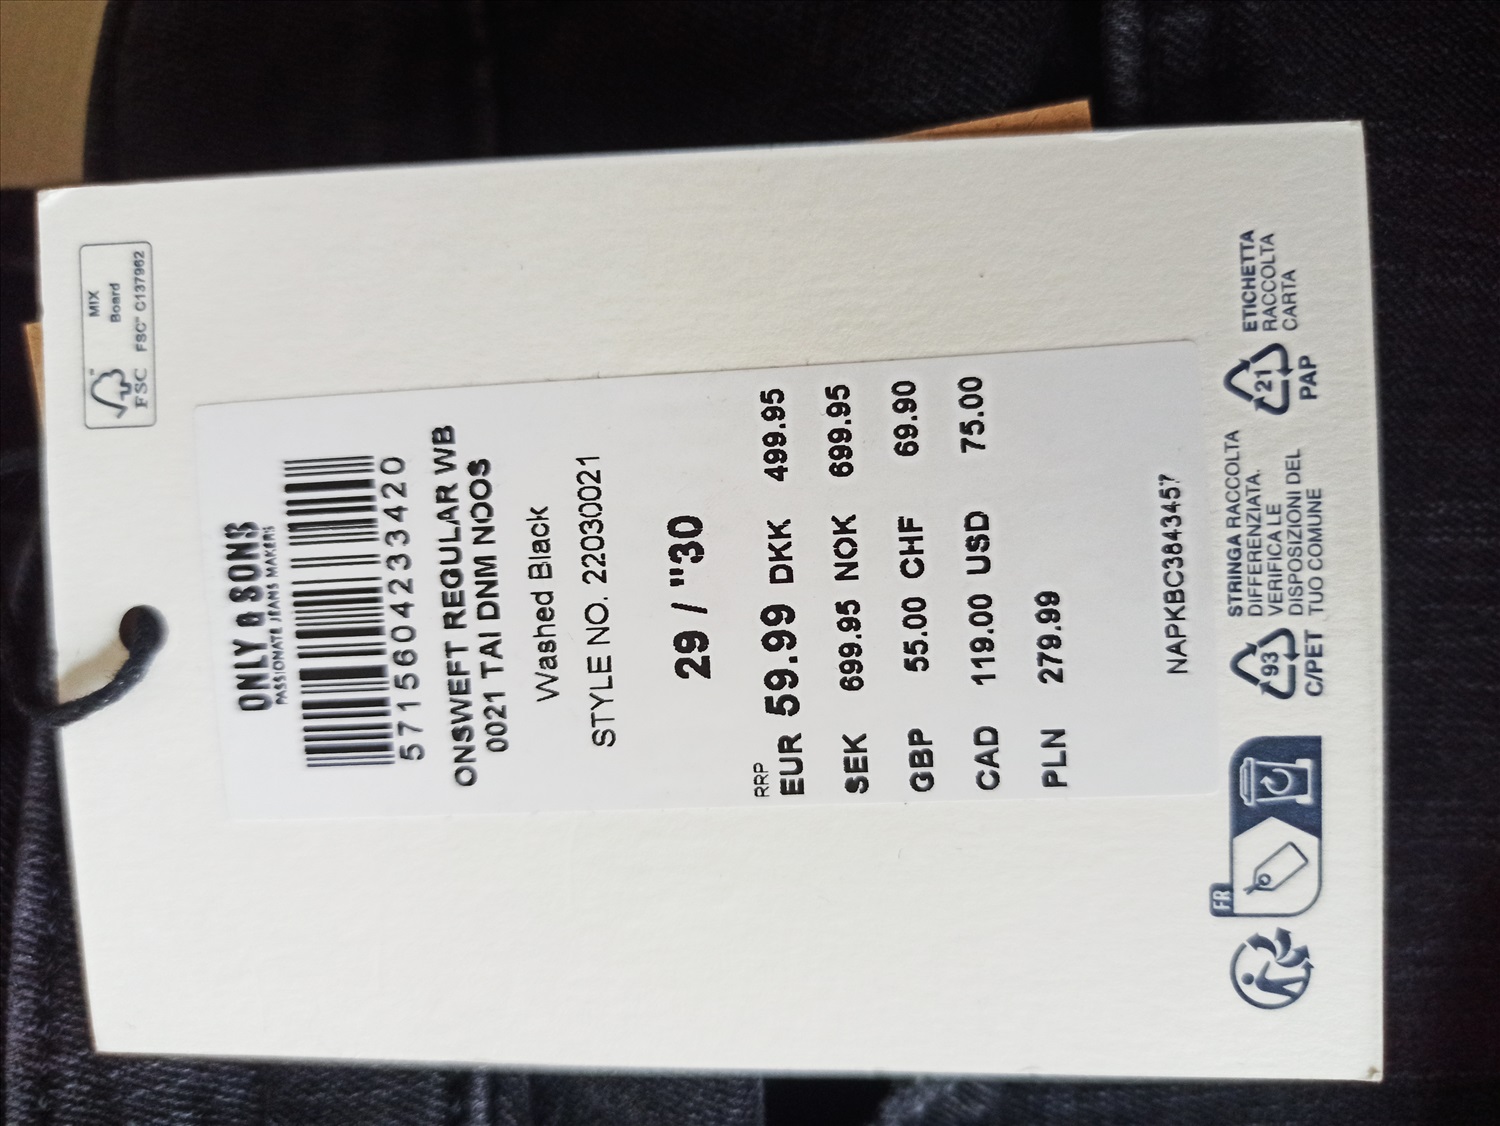 MIX
Board
FSC™ C137962
FSC
ONLY & SONS
PASSIONATE JEANS MAKERS
5715604233420
ONSWEFT REGULAR WB
0021 TAI DNM NOOS
Washed Black
STYLE NO. 22030021
29 / "30
RRP
EUR 59.99 DKK 499.95
SEK 699.95 NOK 699.95
GBP 55.00 CHF 69.90
CAD 119.00 USD 75.00
PLN 279.99
NAPKBC3843457
FR
93
C/PET
STRINGA RACCOLTA
DIFFERENZIATA.
VERIFICA LE
DISPOSIZIONI DEL
TUO COMUNE
21
PAP
ETICHETTA
RACCOLTA
CARTA